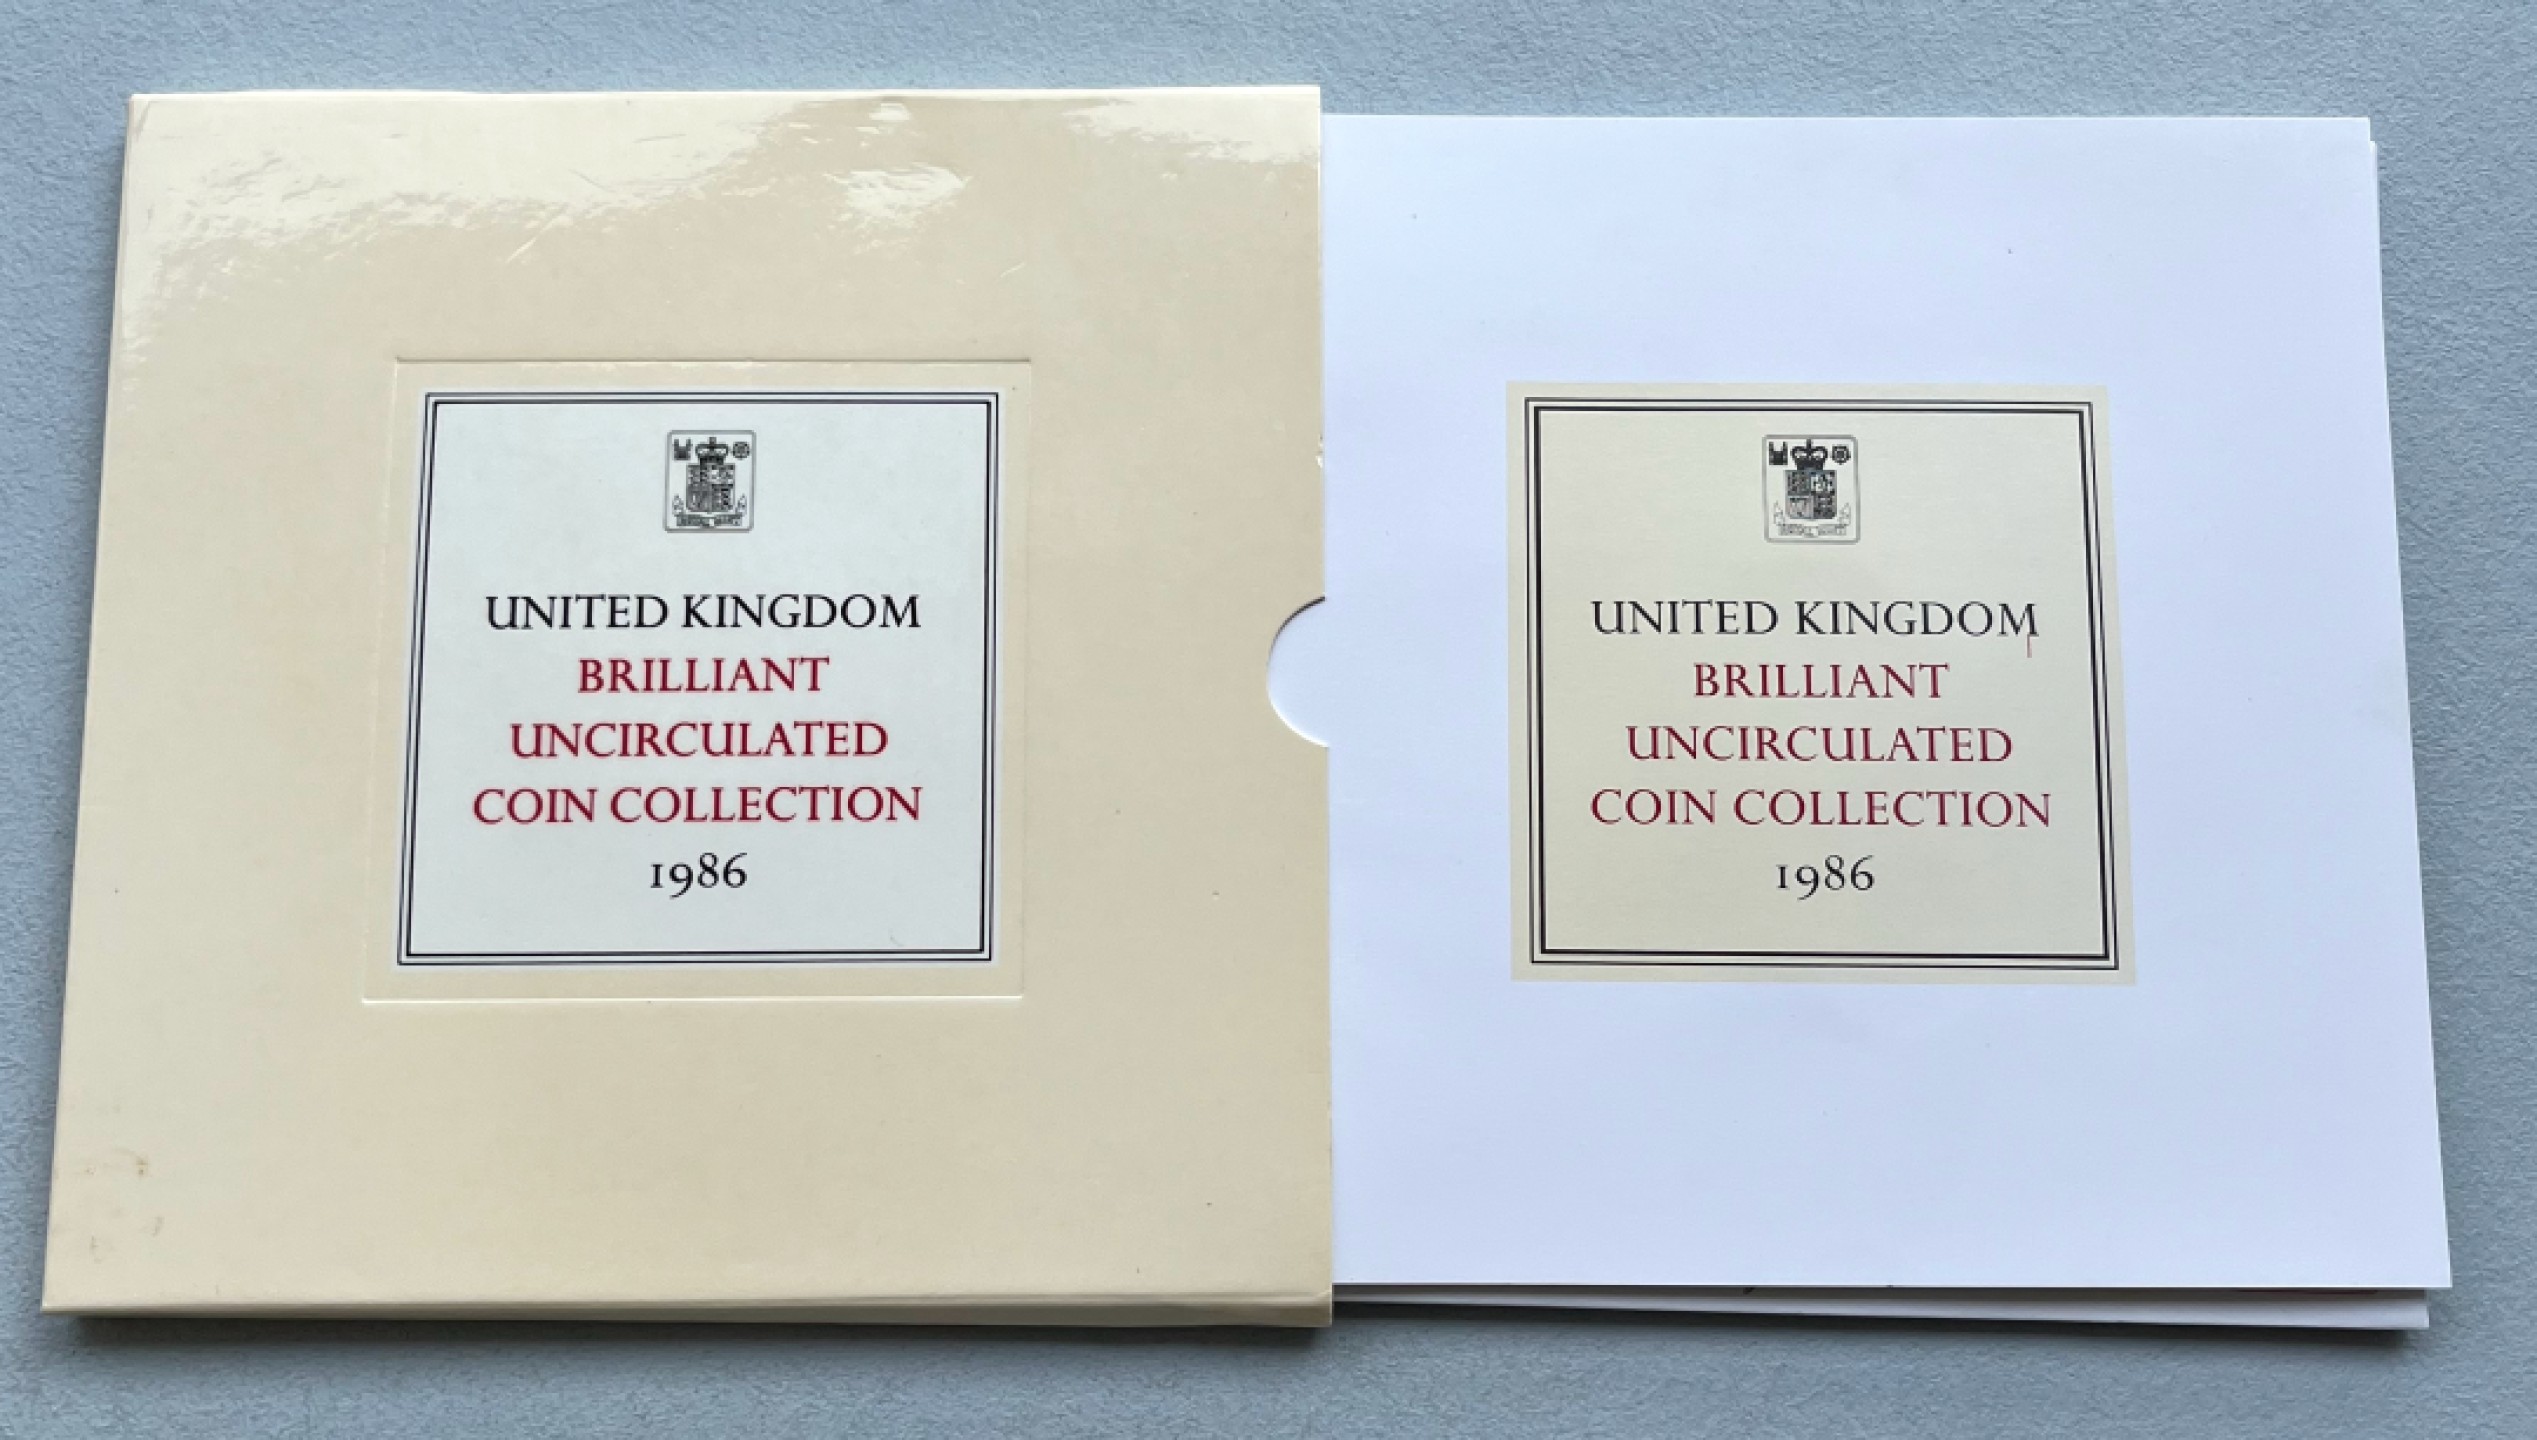 UNITED KINGDOM
BRILLIANT
UNCIRCULATED
COIN COLLECTION
1986
UNITED KINGDOM
BRILLIANT
UNCIRCULATED
COIN COLLECTION
1986